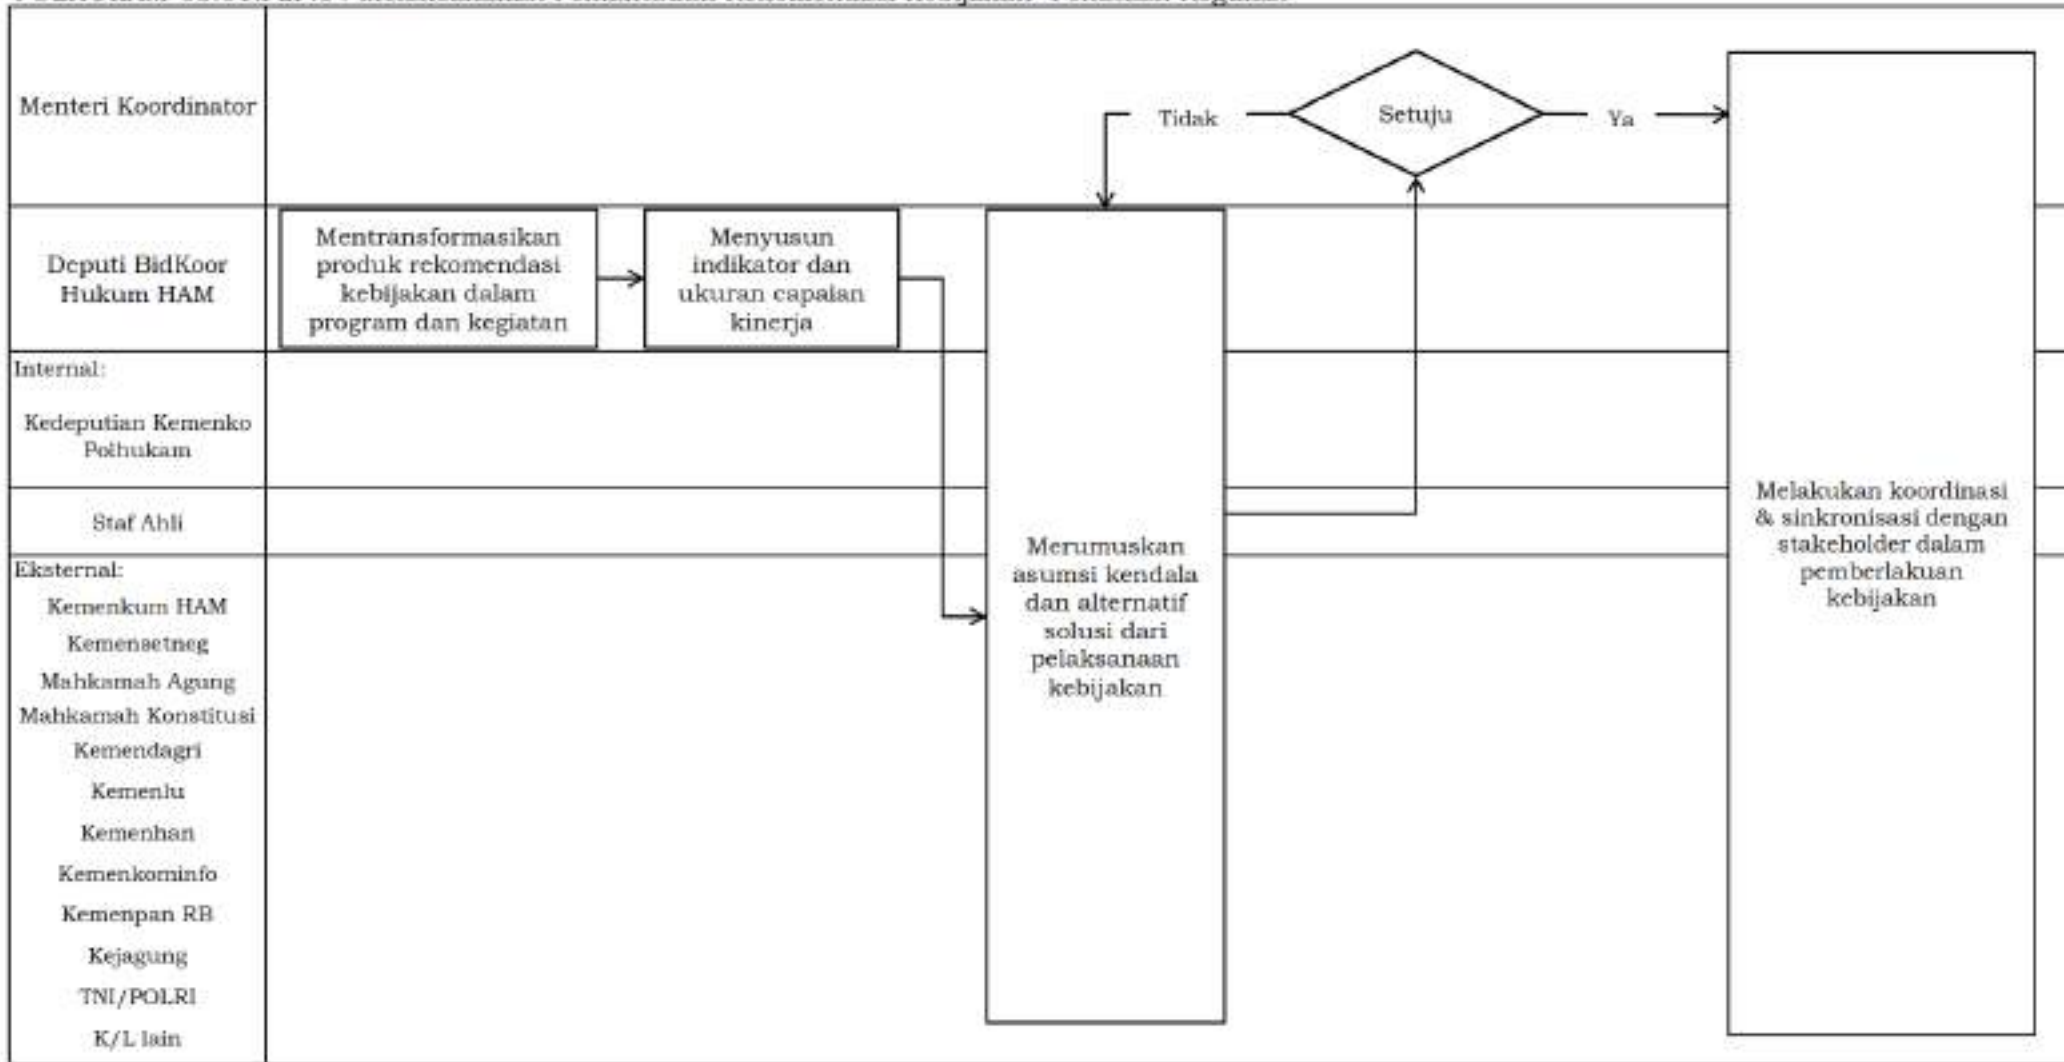 Menteri Koordinator
Tidak
Setuju
Ya
Deputi BidKoor
Hukum HAM
Mentransformasikan
produk rekomendasi
kebijakan dalam
program dan kegiatan
Menyusun
indikator dan
ukuran capaian
kinerja
Internal:
Kedeputian Kemenko
Polhukam
Staf Ahli
Merumuskan
asumsi kendala
dan alternatif
solusi dari
pelaksanaan
kebijakan
Melakukan koordinasi
& sinkronisasi dengan
stakeholder dalam
pemberlakuan
kebijakan
Eksternal:
Kemenkum HAM
Kemensetneg
Mahkamah Agung
Mahkamah Konstitusi
Kemendagri
Kemenlu
Kemenhan
Kemenkominfo
Kemenpan RB
Kejagung
TNI/POLRI
K/L lain